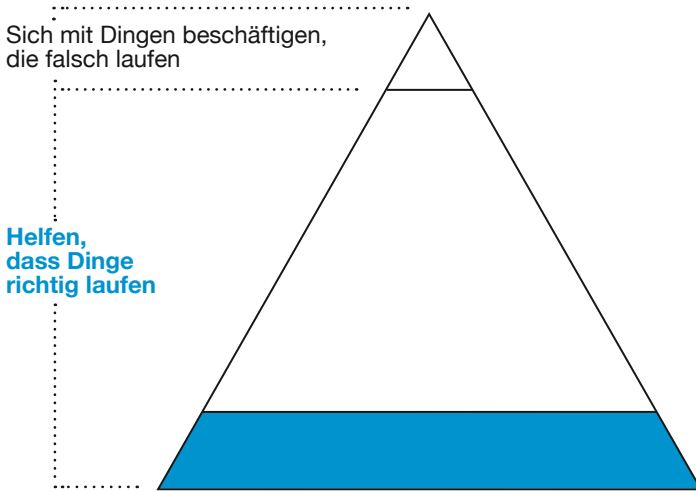 Sich mit Dingen beschäftigen,
die falsch laufen
Helfen,
dass Dinge
richtig laufen